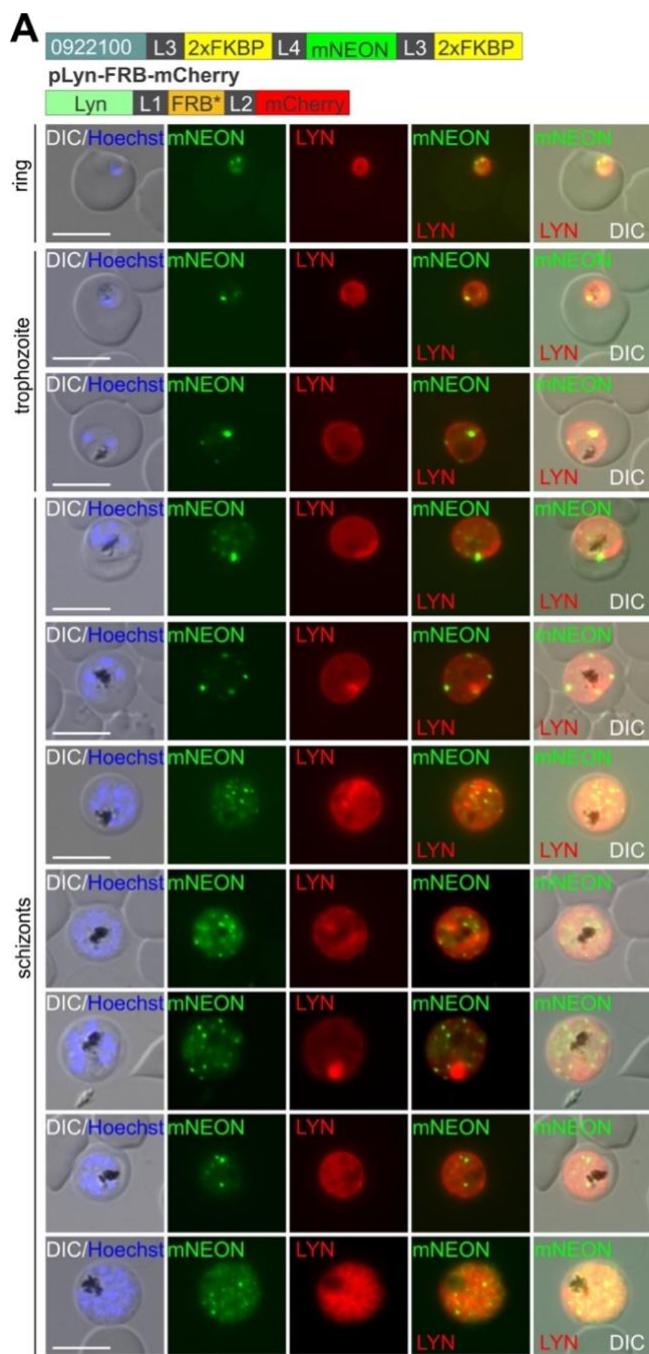 A
0922100 L3 2xFKBP L4 mNEON L3 2xFKBP
pLyn-FRB-mCherry
Lyn L1 FRB* L2 mCherry
ring
DIC/Hoechst mNEON LYN mNEON mNEON
LYN LYN DIC
trophozoite
DIC/Hoechst mNEON LYN mNEON mNEON
LYN LYN DIC
DIC/Hoechst mNEON LYN mNEON mNEON
LYN LYN DIC
schizonts
DIC/Hoechst mNEON LYN mNEON mNEON
LYN LYN DIC
DIC/Hoechst mNEON LYN mNEON mNEON
LYN LYN DIC
DIC/Hoechst mNEON LYN mNEON mNEON
LYN LYN DIC
DIC/Hoechst mNEON LYN mNEON mNEON
DIC/Hoechst mNEON LYN mNEON mNEON
DIC/Hoechst mNEON LYN mNEON mNEON
DIC/Hoechst mNEON LYN mNEON mNEON
LYN LYN DIC